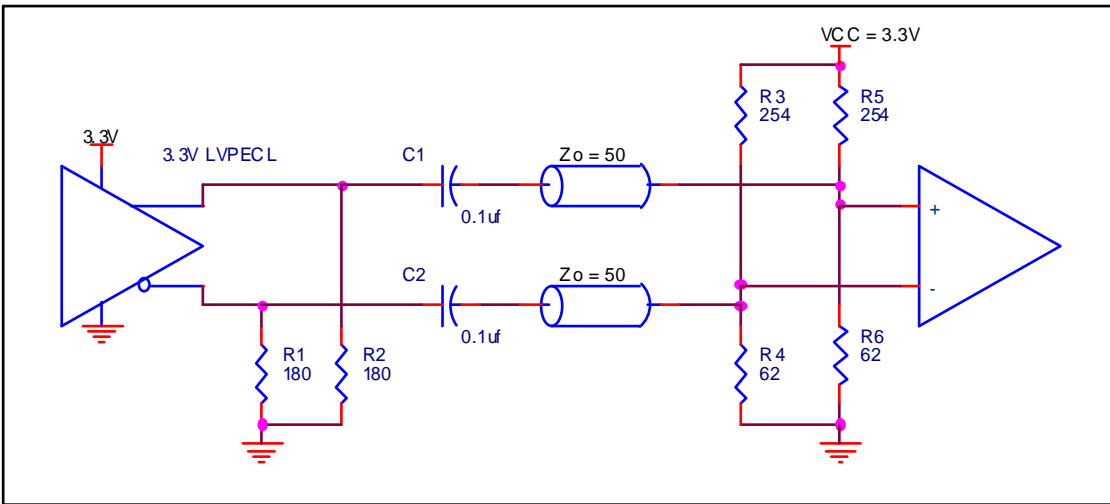 VCC = 3.3V
R3
254
R5
254
3.3V
3.3V LVPECL
C1
Zo = 50
0.1uf
+
C2
Zo = 50
-
0.1uf
R1
180
R2
180
R4
62
R6
62